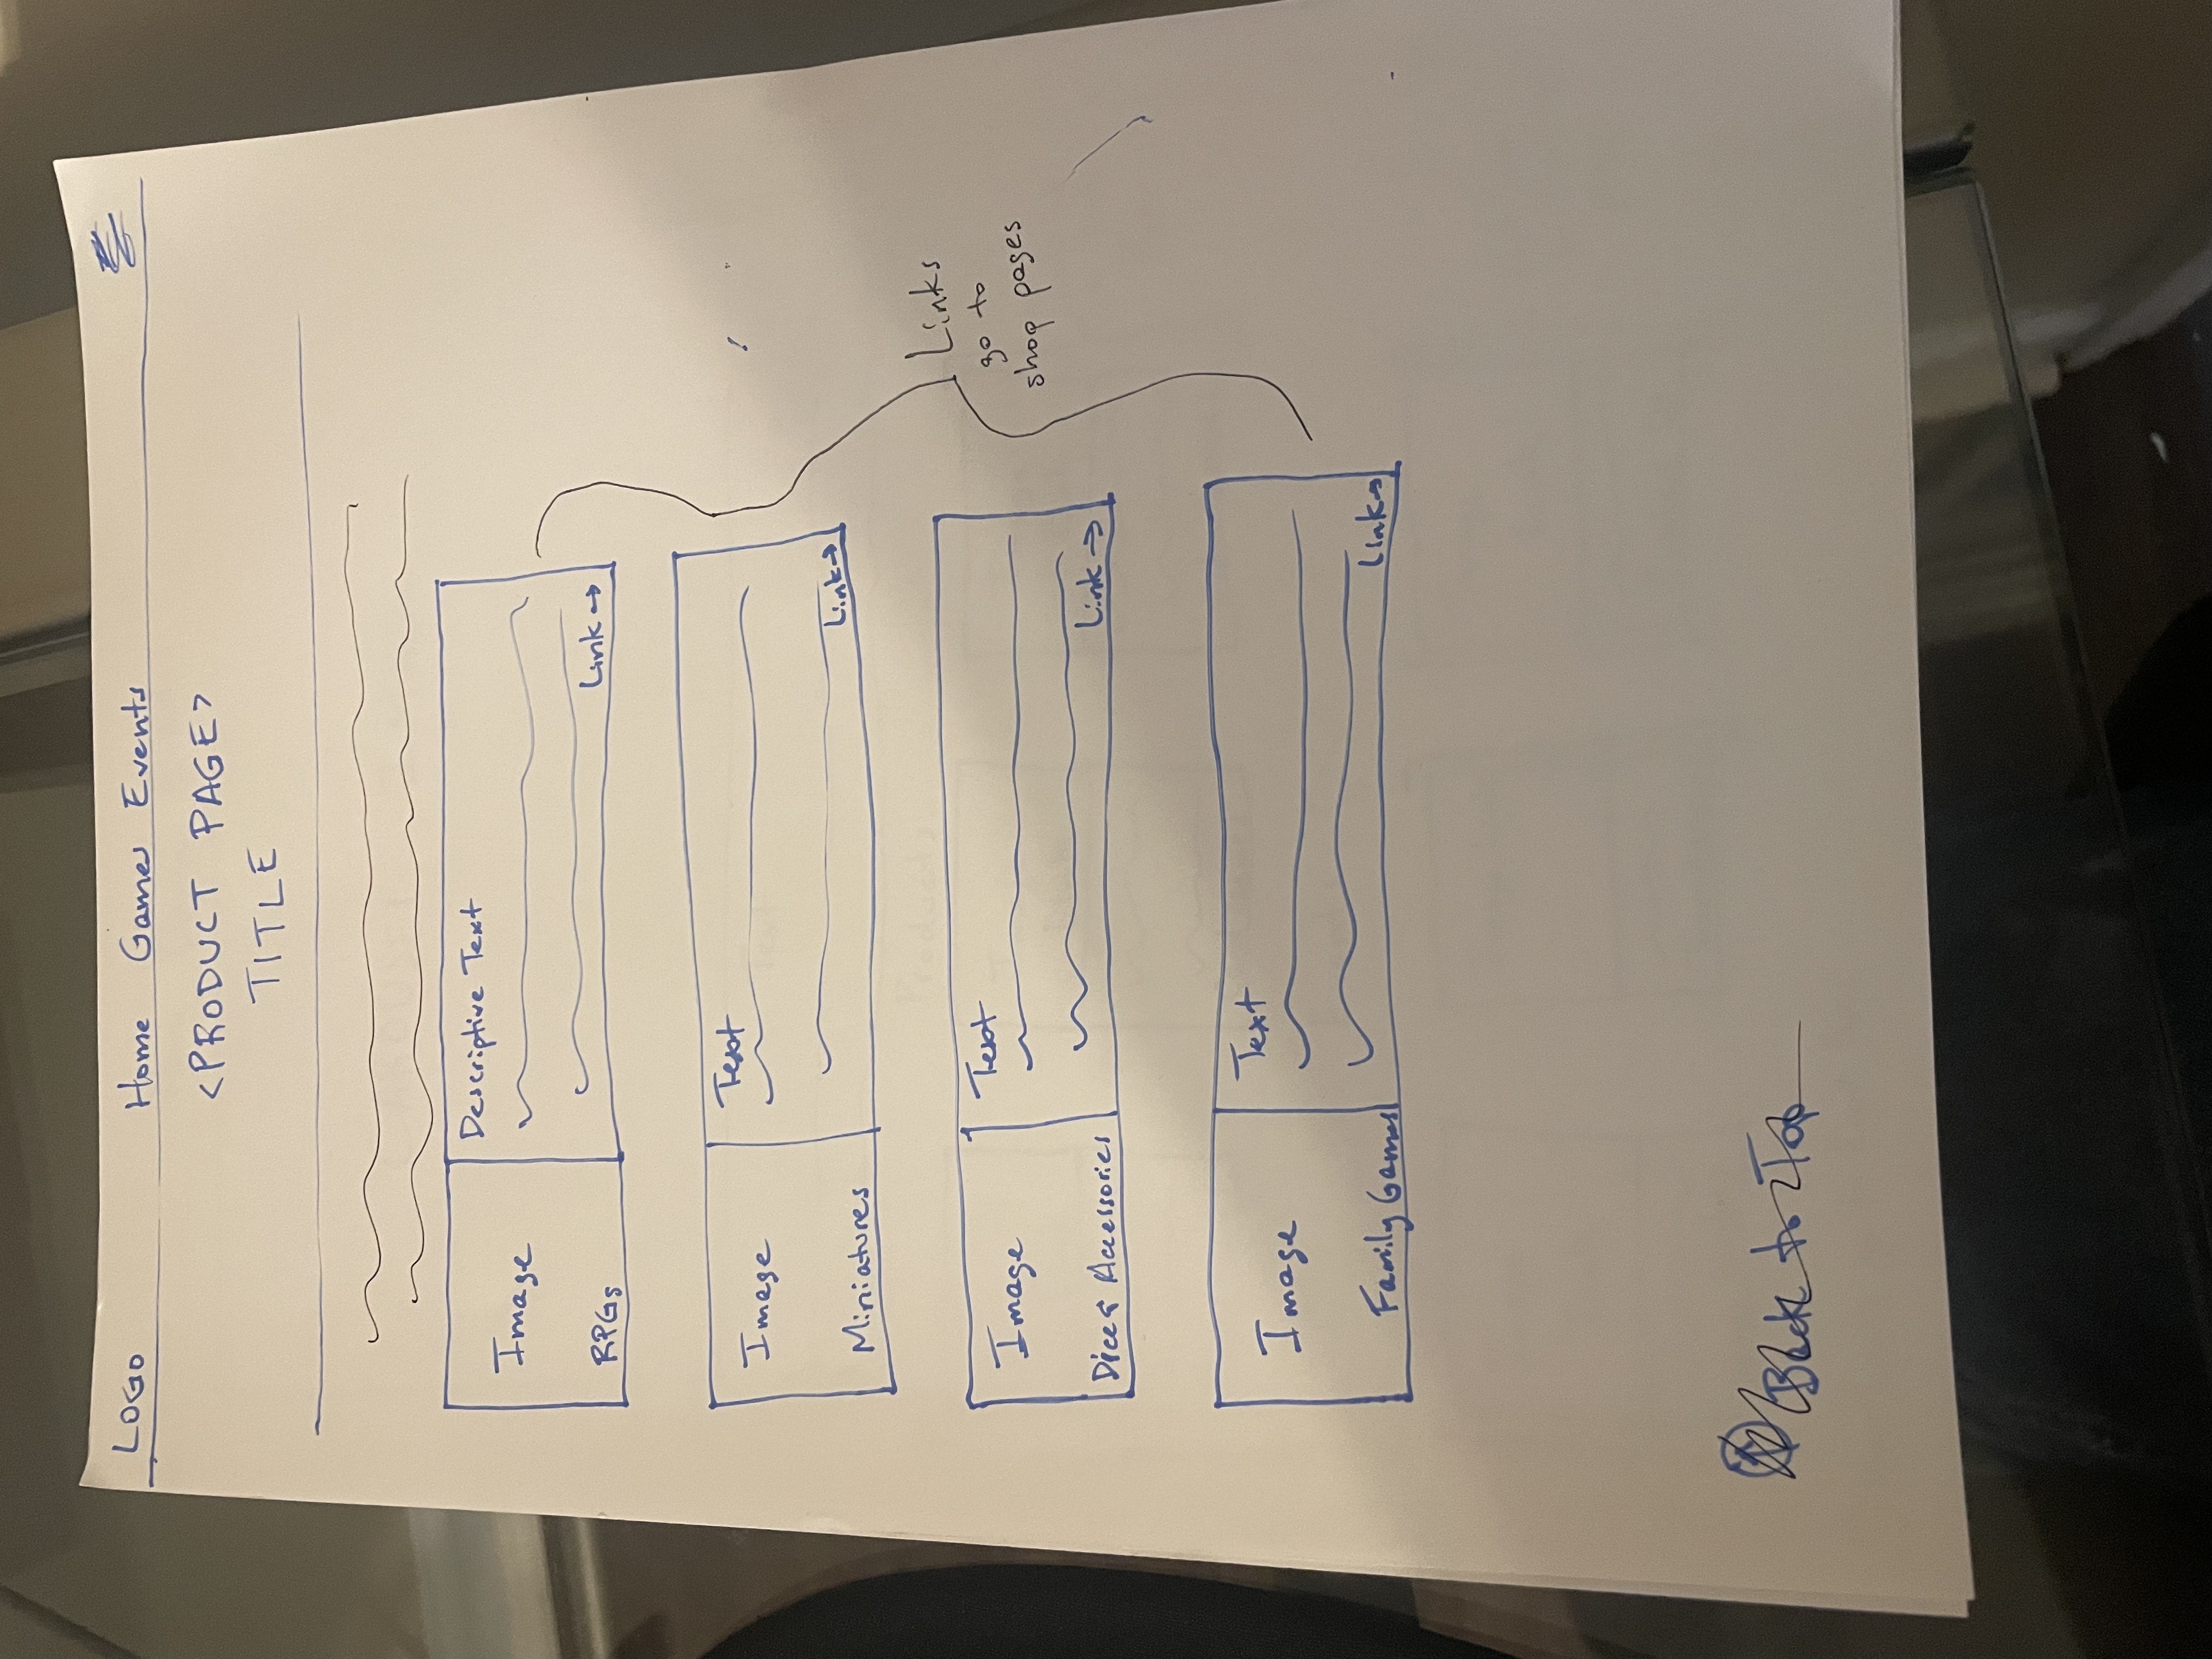 LOGO Home Games Events
<PRODUCT PAGE>
TITLE
Descriptive Text
Image
RPGs
Link →
Text
Image
Miniatures
Link →
Links
go to
shop pages
Text
Image
Dice & Accessories
Link →
Text
Image
Family Games
Link →
Back to Top